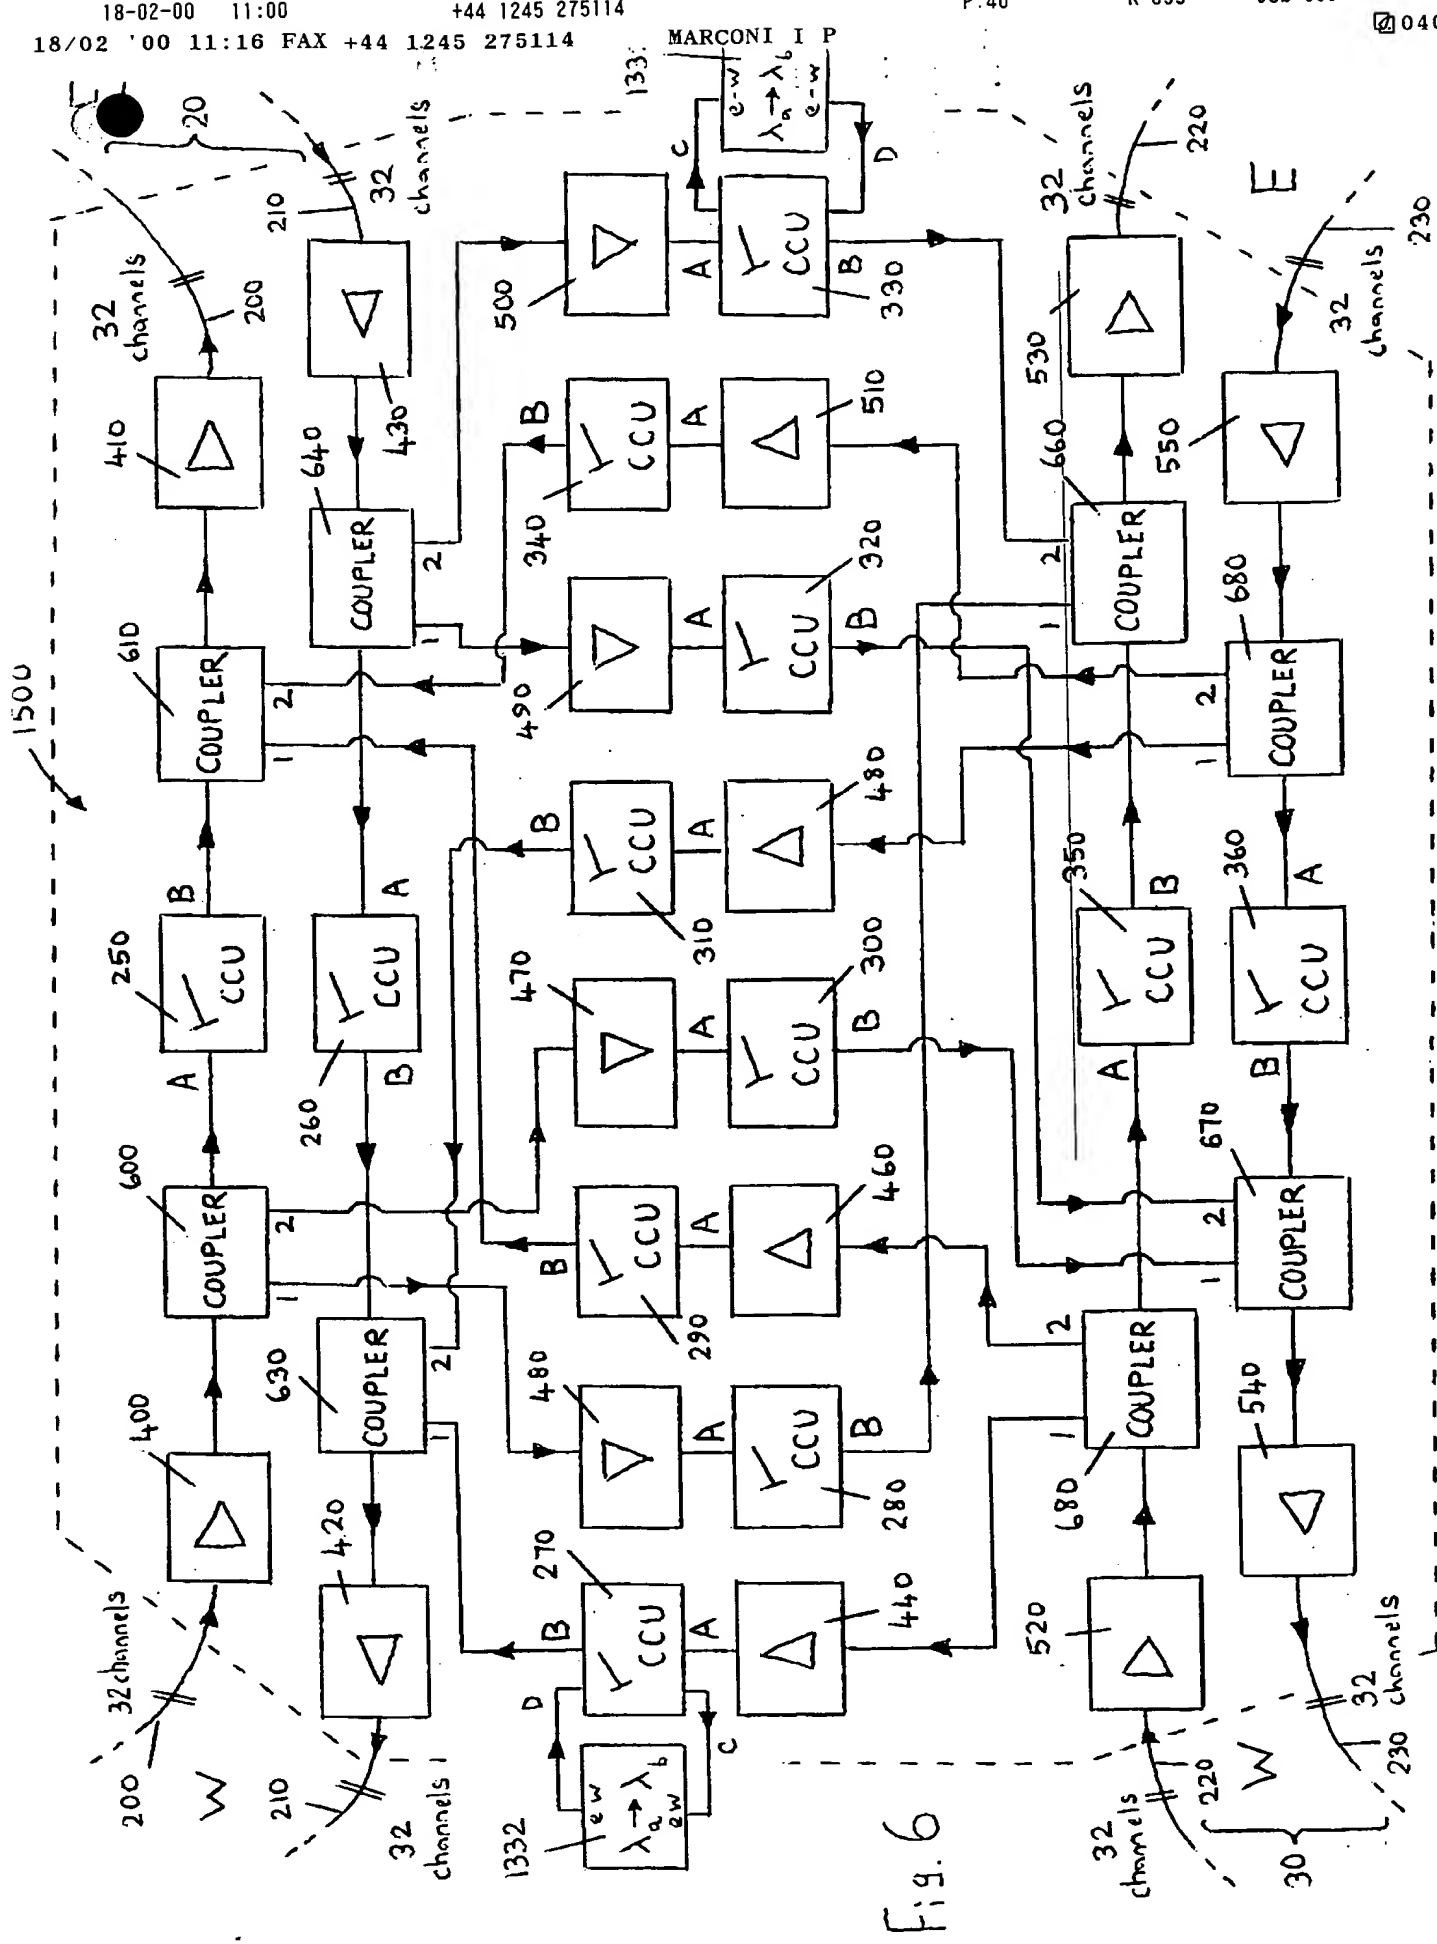 18-02-00 11:00 +44 1245 275114
18/02 '00 11:16 FAX +44 1245 275114 MARCONI I P
1500
20
E
32 channels
200
410
COUPLER
610
1
2
B
250
CCU
A
600
COUPLER
1
2
400
32 channels
200
W
32 channels
210
430
640
COUPLER
1
2
A
CCU
260
B
630
COUPLER
1
2
420
210
32 channels
133
e-w
λa→λb
e-w
C
D
500
A
CCU
B
330
B
CCU
340
A
510
490
A
CCU
B
320
B
CCU
310
A
480
470
A
CCU
B
300
B
CCU
290
A
460
480
A
CCU
B
280
270
B
CCU
A
440
D
C
1332
e w
λa→λb
e w
32 channels
220
530
660
COUPLER
1
2
350
B
CCU
A
COUPLER
680
1
2
520
32 channels
220
W
E
230
32 channels
550
680
COUPLER
1
2
360
A
CCU
B
670
COUPLER
1
2
540
32 channels
230
30
Fig. 6